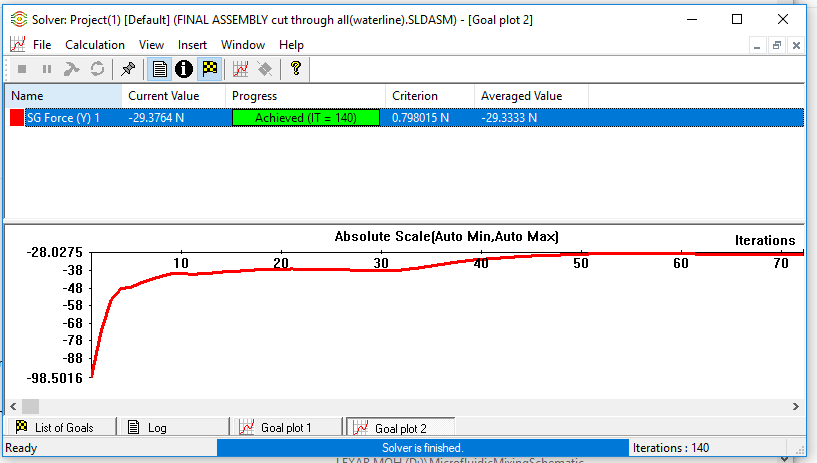 Solver: Project(1) [Default] (FINAL ASSEMBLY cut through all(waterline).SLDASM) - [Goal plot 2]
File Calculation View Insert Window Help
Name Current Value Progress Criterion Averaged Value
SG Force (Y) 1 -29.3764 N Achieved (IT = 140) 0.798015 N -29.3333 N
Absolute Scale(Auto Min,Auto Max)
Iterations
-28.0275
10 20 30 40 50 60 70
-38
-48
-58
-68
-78
-88
-98.5016
List of Goals Log Goal plot 1 Goal plot 2
Ready Solver is finished. Iterations : 140